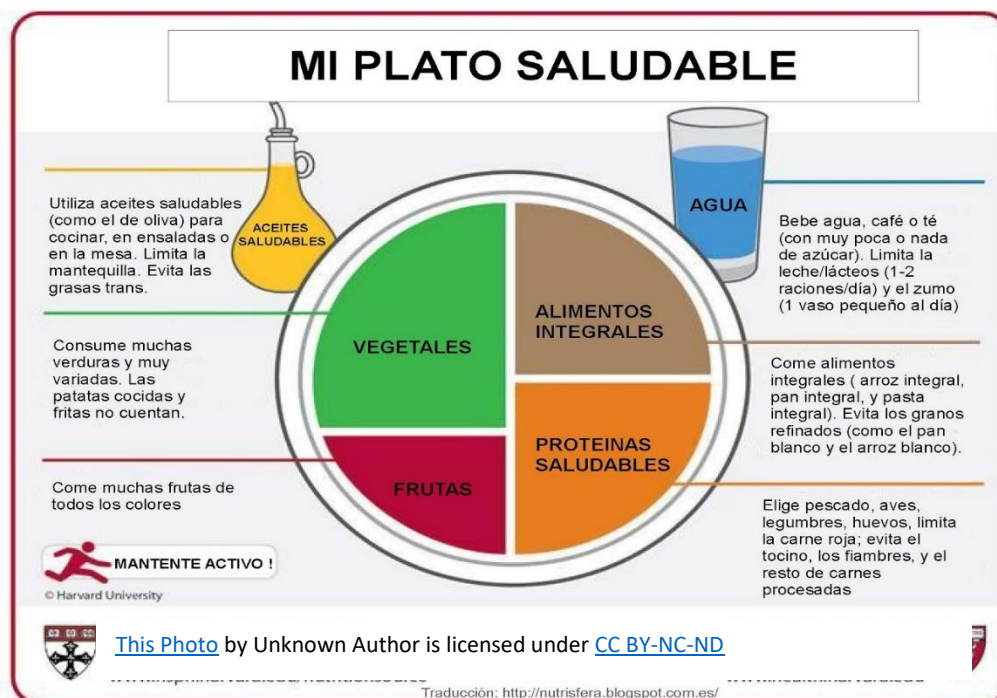 MI PLATO SALUDABLE
Utiliza aceites saludables
(como el de oliva) para
cocinar, en ensaladas o
en la mesa. Limita la
mantequilla. Evita las
grasas trans.
ACEITES
SALUDABLES
AGUA
Bebe agua, café o té
(con muy poca o nada
de azúcar). Limita la
leche/lácteos (1-2
raciones/día) y el zumo
(1 vaso pequeño al día)
VEGETALES
Consume muchas
verduras y muy
variadas. Las
patatas cocidas y
fritas no cuentan.
ALIMENTOS
INTEGRALES
Come alimentos
integrales ( arroz integral,
pan integral, y pasta
integral). Evita los granos
refinados (como el pan
blanco y el arroz blanco).
FRUTAS
Come muchas frutas de
todos los colores
PROTEINAS
SALUDABLES
Elige pescado, aves,
legumbres, huevos, limita
la carne roja; evita el
tocino, los fiambres, y el
resto de carnes
procesadas
MANTENTE ACTIVO !
© Harvard University
This Photo by Unknown Author is licensed under CC BY-NC-ND
Traducción: http://nutrisfera.blogspot.com.es/